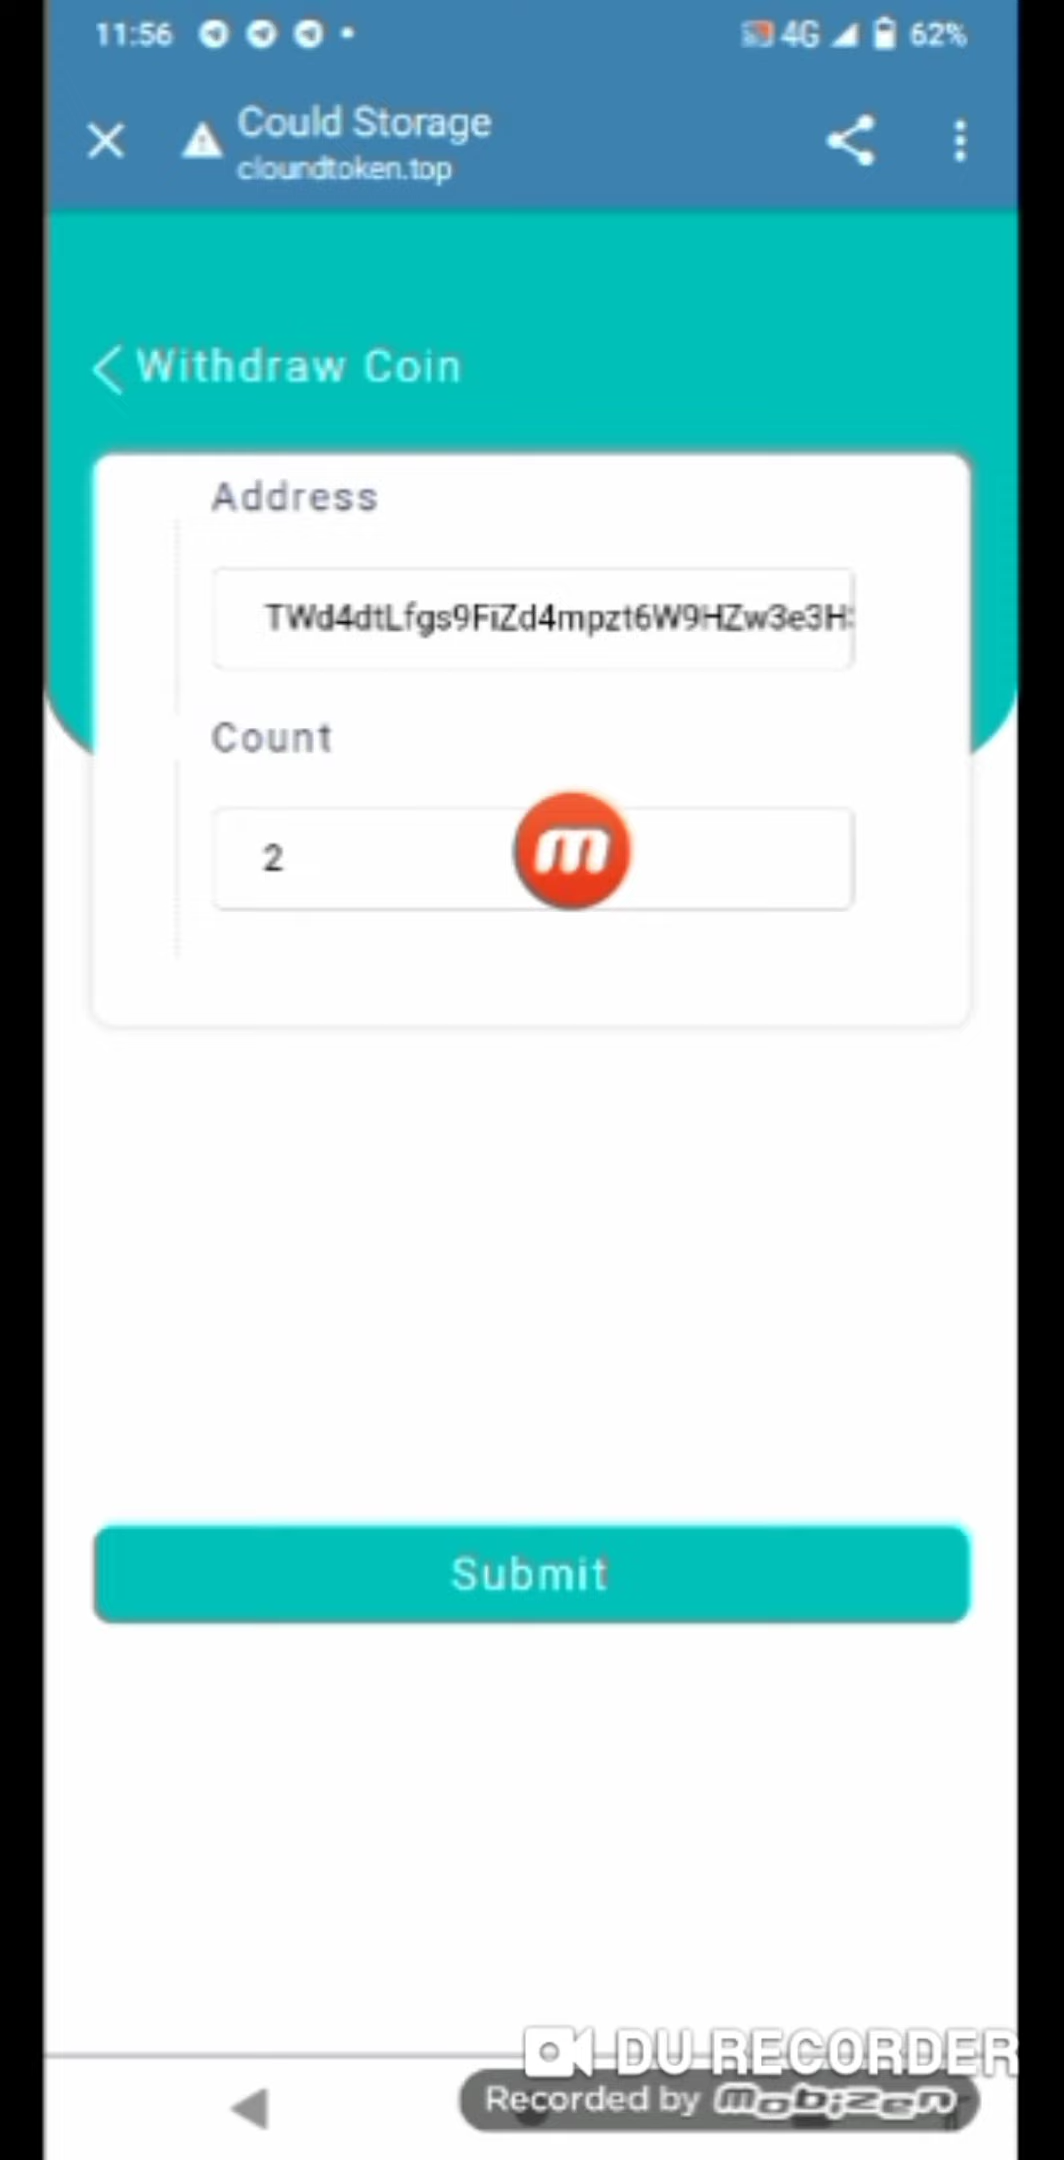 11:56 4G 62%
Could Storage
cloundtoken.top
Withdraw Coin
Address
TWd4dtLfgs9FiZd4mpzt6W9HZw3e3H
Count
2
m
Submit
DU RECORDER
Recorded by mobizen